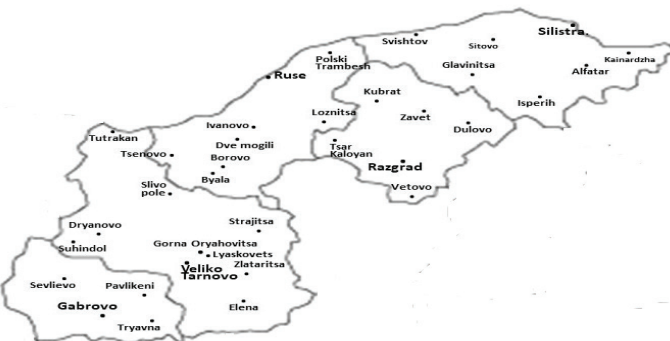 Silistra
Svishtov
Sitovo
Polski
Trambesh
Glavinitsa
Kainardzha
Alfatar
Ruse
Kubrat
Isperih
Loznitsa
Zavet
Ivanovo
Dulovo
Tutrakan
Dve mogili
Tsar
Kaloyan
Tsenovo
Borovo
Razgrad
Byala
Slivo
pole
Vetovo
Dryanovo
Strajitsa
Suhindol
Gorna Oryahovitsa
Lyaskovets
Veliko
Tarnovo
Zlataritsa
Sevlievo
Pavlikeni
Gabrovo
Elena
Tryavna